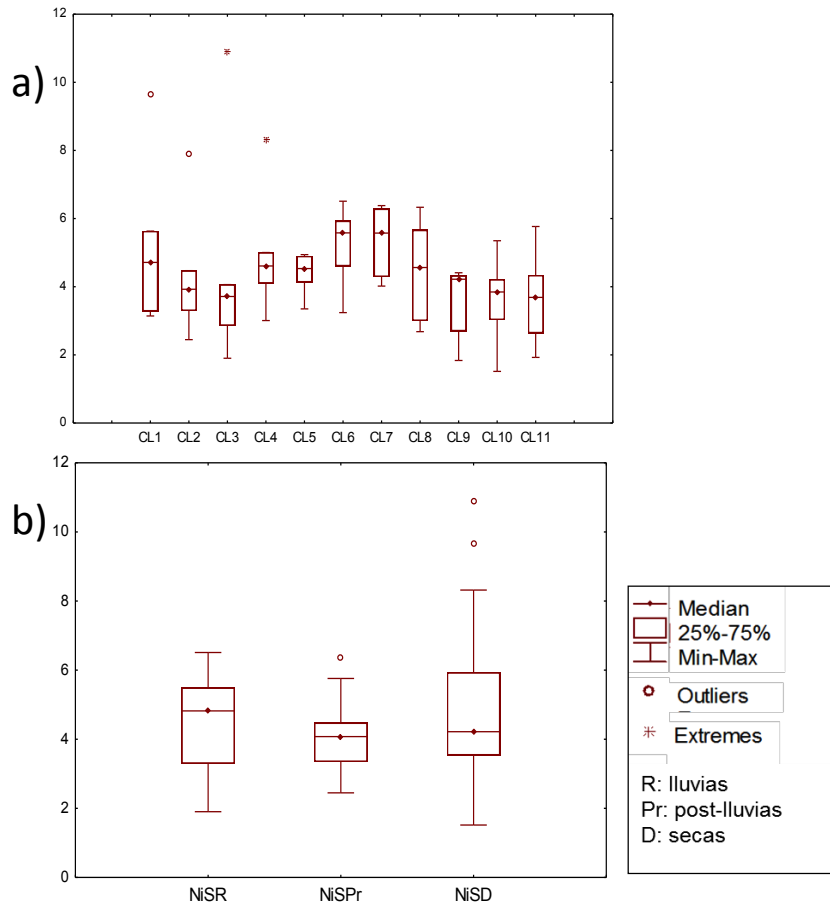 a)
12
10
8
6
4
2
0
CL1 CL2 CL3 CL4 CL5 CL6 CL7 CL8 CL9 CL10 CL11
b)
12
10
8
6
4
2
0
NiSR NiSPr NiSD
Median
25%-75%
Min-Max
Outliers
Extremes
R: lluvias
Pr: post-lluvias
D: secas